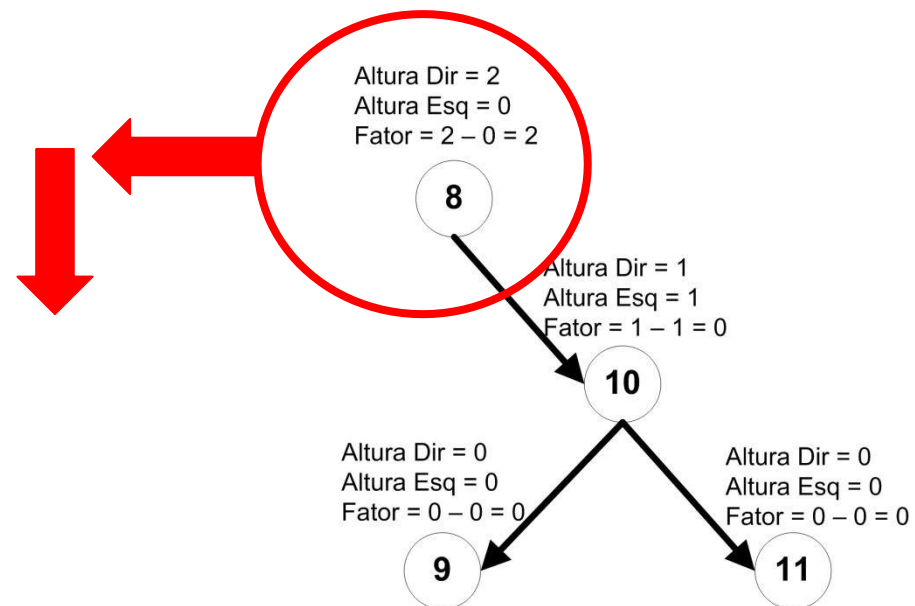 Altura Dir = 2
Altura Esq = 0
Fator = 2 – 0 = 2
8
Altura Dir = 1
Altura Esq = 1
Fator = 1 – 1 = 0
10
Altura Dir = 0
Altura Esq = 0
Fator = 0 – 0 = 0
9
Altura Dir = 0
Altura Esq = 0
Fator = 0 – 0 = 0
11